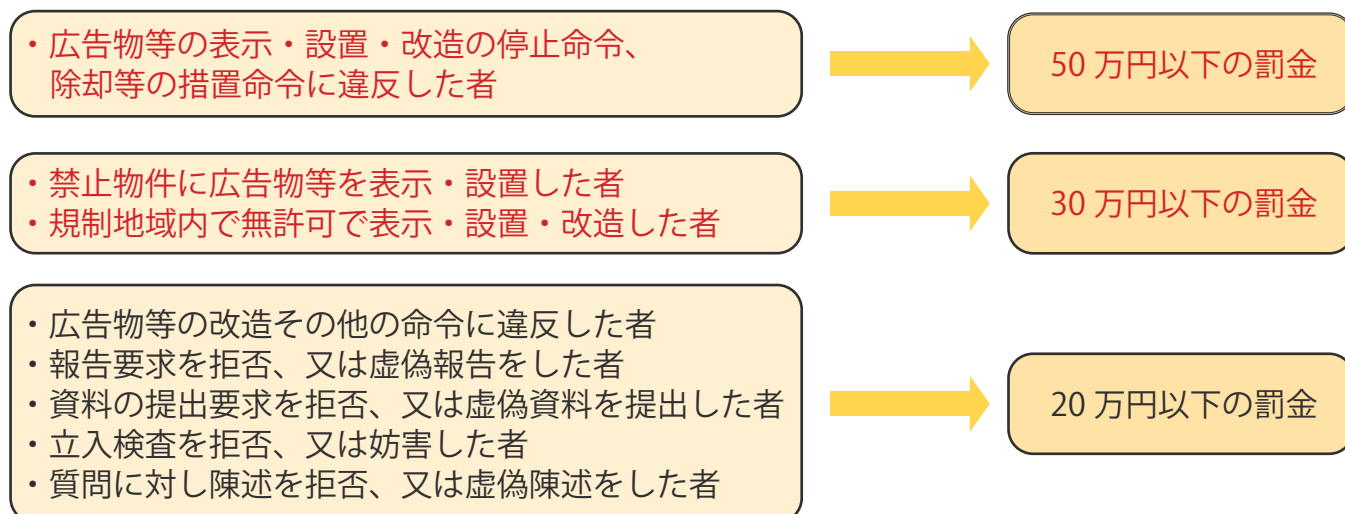 ・広告物等の表示・設置・改造の停止命令、
除却等の措置命令に違反した者
50 万円以下の罰金
・禁止物件に広告物等を表示・設置した者
・規制地域内で無許可で表示・設置・改造した者
30 万円以下の罰金
・広告物等の改造その他の命令に違反した者
・報告要求を拒否、又は虚偽報告をした者
・資料の提出要求を拒否、又は虚偽資料を提出した者
・立入検査を拒否、又は妨害した者
・質問に対し陳述を拒否、又は虚偽陳述をした者
20 万円以下の罰金